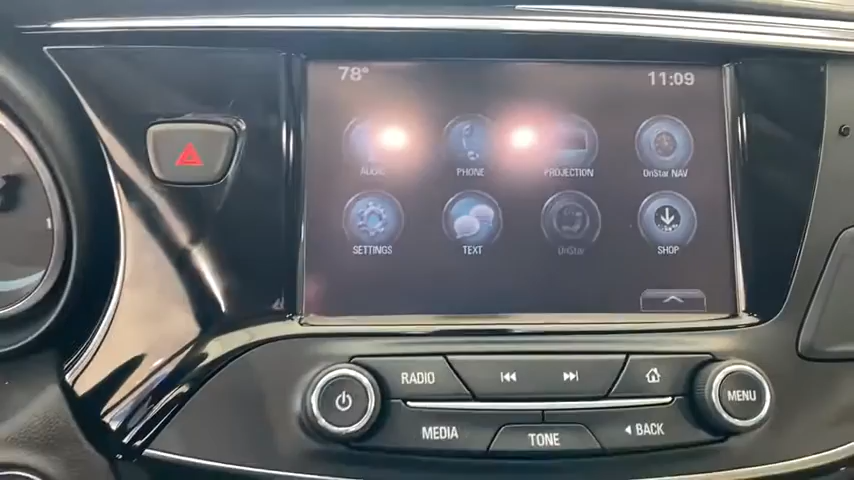 78° 11:09
AUDIO PHONE PROJECTION OnStar NAV
SETTINGS TEXT OnStar SHOP
RADIO MENU
MEDIA TONE BACK